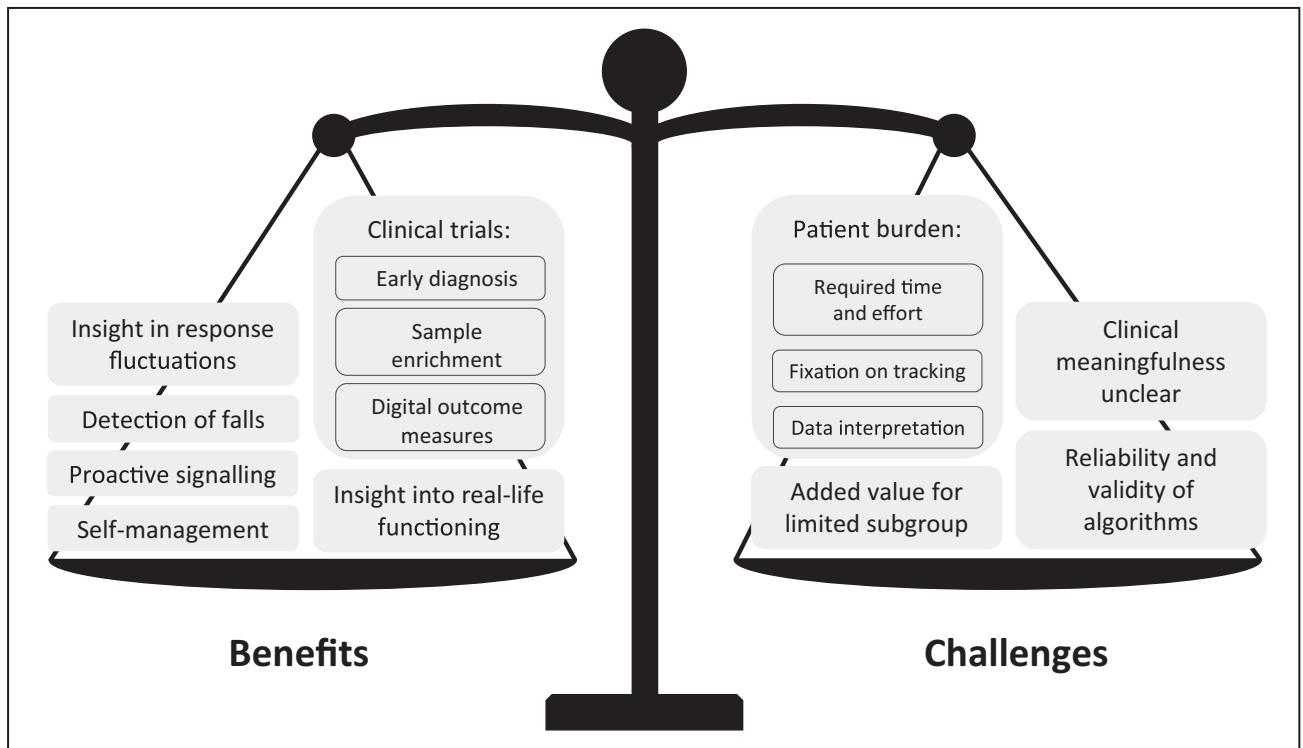 Clinical trials:
Early diagnosis
Sample
enrichment
Digital outcome
measures
Insight in response
fluctuations
Detection of falls
Proactive signalling
Self-management
Insight into real-life
functioning
Benefits
Patient burden:
Required time
and effort
Fixation on tracking
Data interpretation
Added value for
limited subgroup
Clinical
meaningfulness
unclear
Reliability and
validity of
algorithms
Challenges